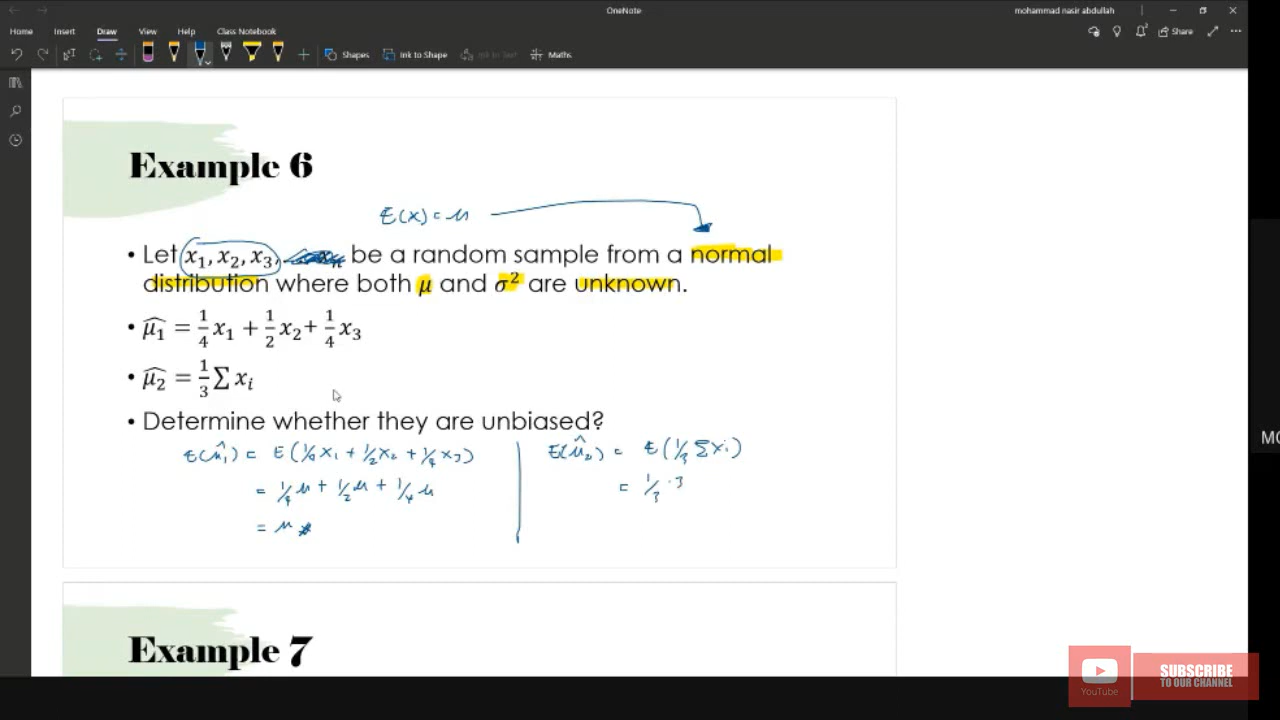 OneNote
mohammad nasir abdullah
Home Insert Draw View Help Class Notebook
Share
Shapes Ink to Shape Ink to Text Maths
Example 6
E(x) = μ
• Let x₁, x₂, x₃, be a random sample from a normal
distribution where both μ and σ² are unknown.
• μ̂₁ = 1/4 x₁ + 1/2 x₂ + 1/4 x₃
• μ̂₂ = 1/3 ∑ xᵢ
• Determine whether they are unbiased?
E(μ̂₁) = E(1/4 x₁ + 1/2 x₂ + 1/4 x₃)
= 1/4 μ + 1/2 μ + 1/4 μ
= μ
E(μ̂₂) = E(1/3 ∑xᵢ)
= 1/3 · 3
Example 7
MO
YouTube
SUBSCRIBE
TO OUR CHANNEL